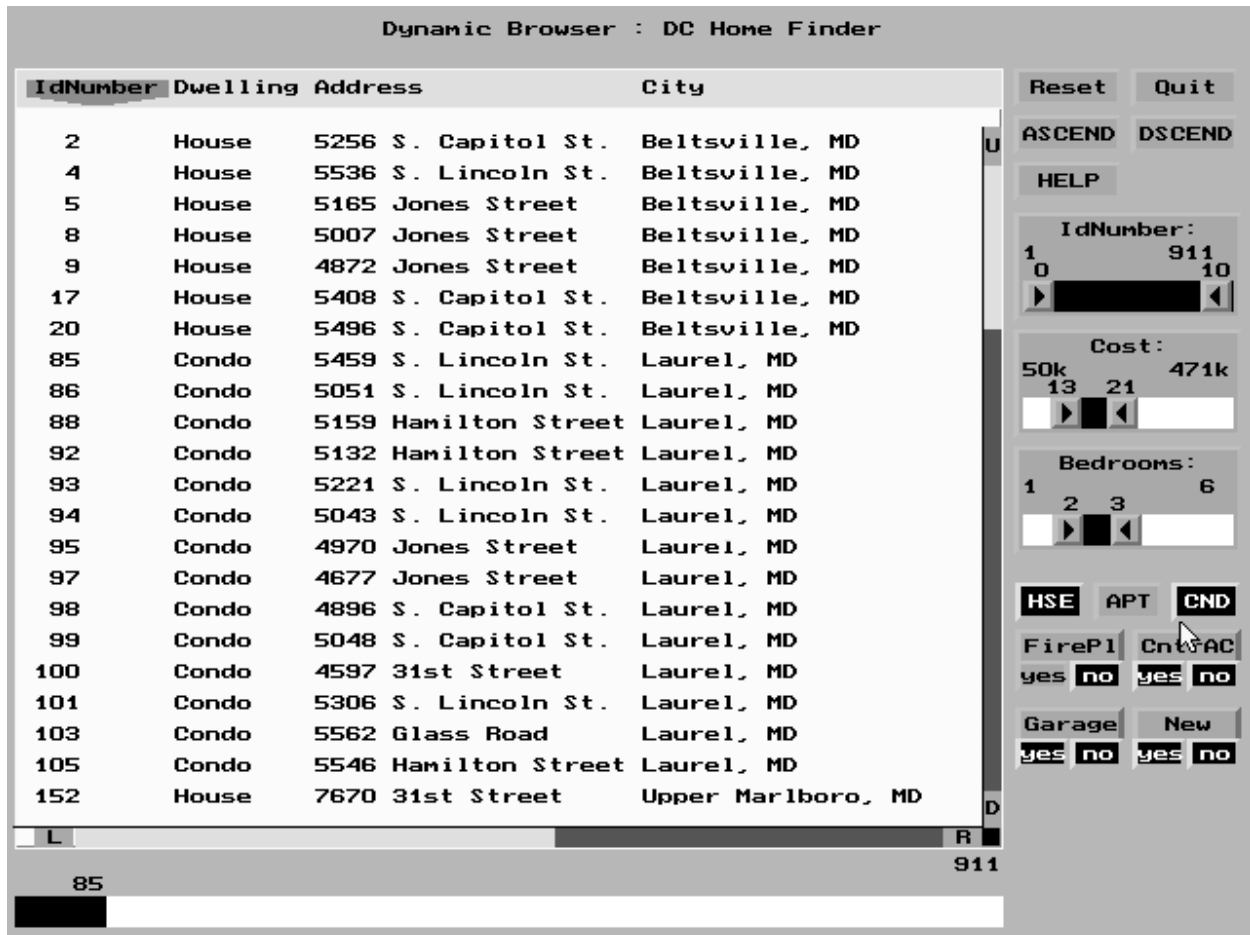 Dynamic Browser : DC Home Finder
IdNumber Dwelling Address City
2 House 5256 S. Capitol St. Beltsville, MD
4 House 5536 S. Lincoln St. Beltsville, MD
5 House 5165 Jones Street Beltsville, MD
8 House 5007 Jones Street Beltsville, MD
9 House 4872 Jones Street Beltsville, MD
17 House 5408 S. Capitol St. Beltsville, MD
20 House 5496 S. Capitol St. Beltsville, MD
85 Condo 5459 S. Lincoln St. Laurel, MD
86 Condo 5051 S. Lincoln St. Laurel, MD
88 Condo 5159 Hamilton Street Laurel, MD
92 Condo 5132 Hamilton Street Laurel, MD
93 Condo 5221 S. Lincoln St. Laurel, MD
94 Condo 5043 S. Lincoln St. Laurel, MD
95 Condo 4970 Jones Street Laurel, MD
97 Condo 4677 Jones Street Laurel, MD
98 Condo 4896 S. Capitol St. Laurel, MD
99 Condo 5048 S. Capitol St. Laurel, MD
100 Condo 4597 31st Street Laurel, MD
101 Condo 5306 S. Lincoln St. Laurel, MD
103 Condo 5562 Glass Road Laurel, MD
105 Condo 5546 Hamilton Street Laurel, MD
152 House 7670 31st Street Upper Marlboro, MD
U
D
L R
911
85
Reset Quit
ASCEND DSCEND
HELP
IdNumber:
1 911
0 10
Cost:
50k 471k
13 21
Bedrooms:
1 6
2 3
HSE APT CND
FirePl CntrAC
yes no yes no
Garage New
yes no yes no